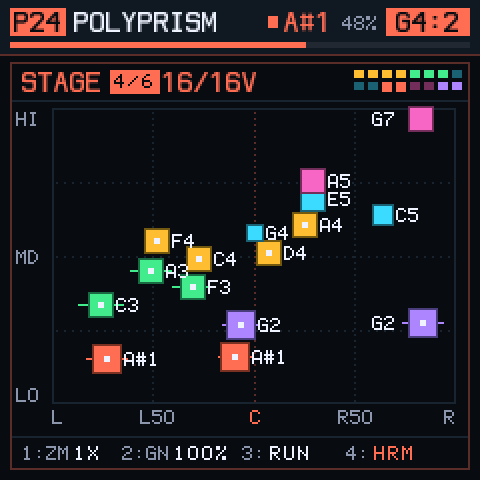 P24 POLYPRISM A#1 48% G4:2
STAGE 4/6 16/16V
HI G7
A5
E5
C5
A4
G4
F4
D4
MD C4
A3
F3
C3
G2 G2
A#1 A#1
LO
L L50 C R50 R
1:ZM 1X 2:GN 100% 3: RUN 4: HRM